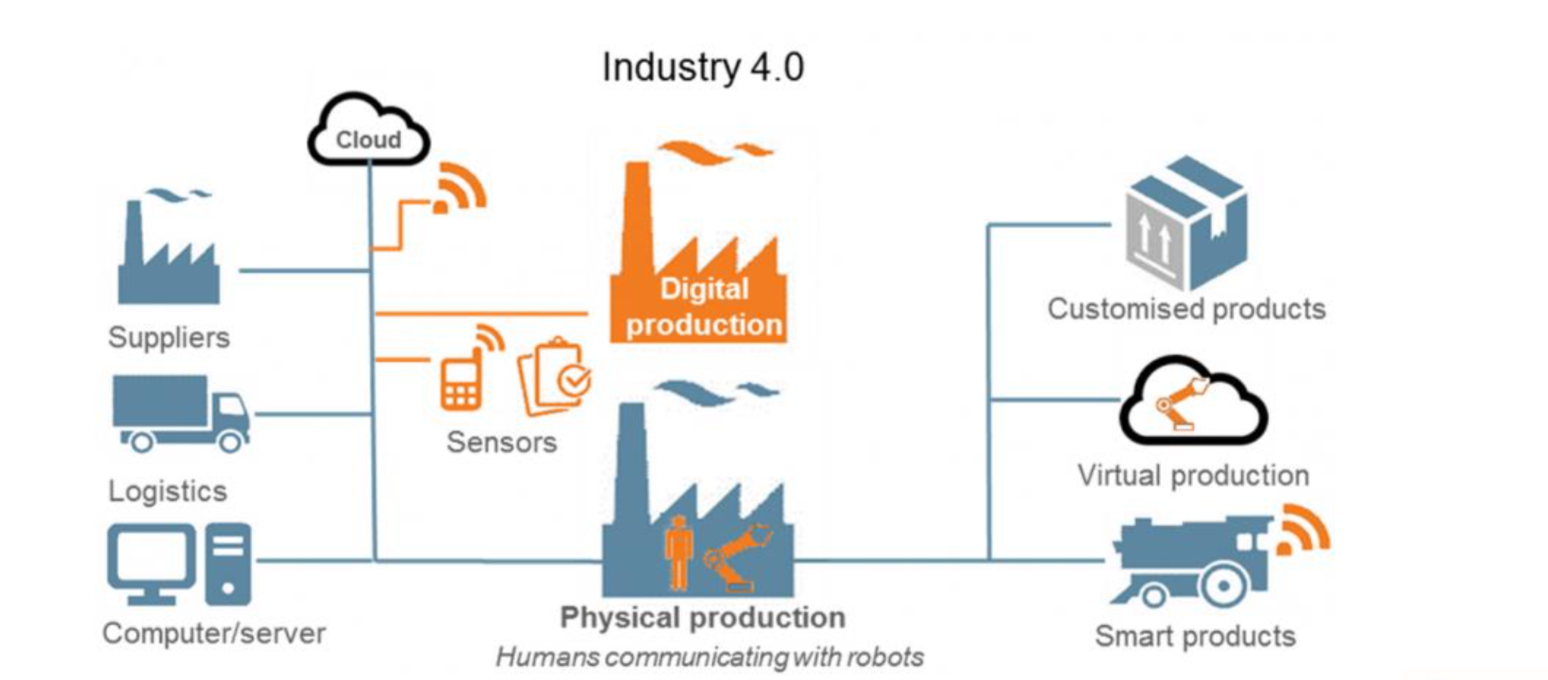 Industry 4.0
Cloud
Suppliers
Logistics
Computer/server
Sensors
Digital
production
Physical production
Humans communicating with robots
Customised products
Virtual production
Smart products